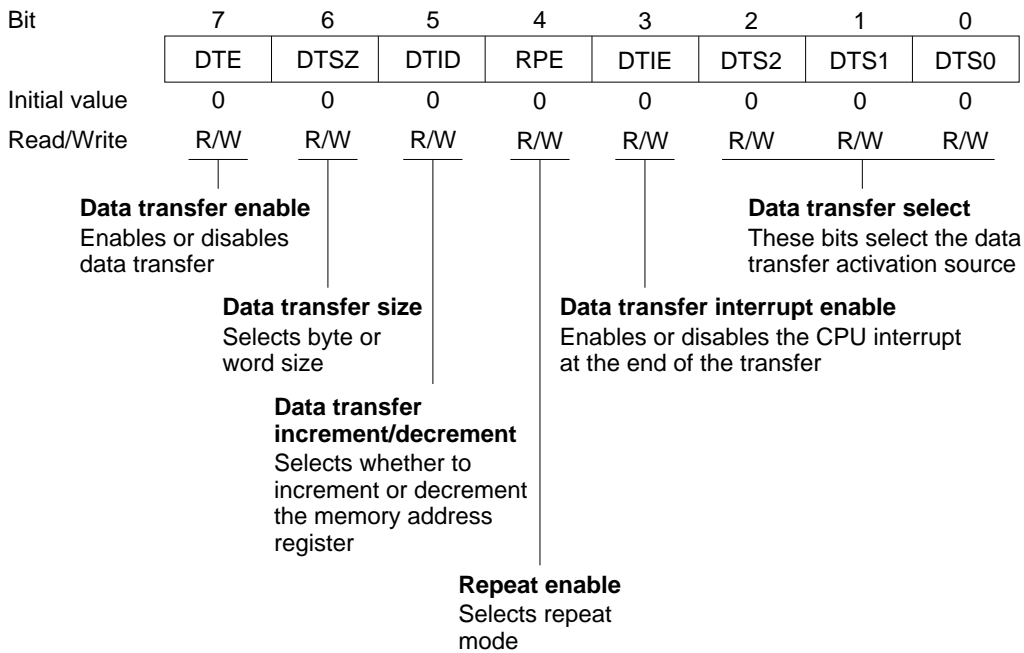 Bit 7 6 5 4 3 2 1 0
DTE DTSZ DTID RPE DTIE DTS2 DTS1 DTS0
Initial value 0 0 0 0 0 0 0 0
Read/Write R/W R/W R/W R/W R/W R/W R/W R/W
Data transfer enable
Enables or disables
data transfer
Data transfer select
These bits select the data
transfer activation source
Data transfer size
Selects byte or
word size
Data transfer interrupt enable
Enables or disables the CPU interrupt
at the end of the transfer
Data transfer
increment/decrement
Selects whether to
increment or decrement
the memory address
register
Repeat enable
Selects repeat
mode